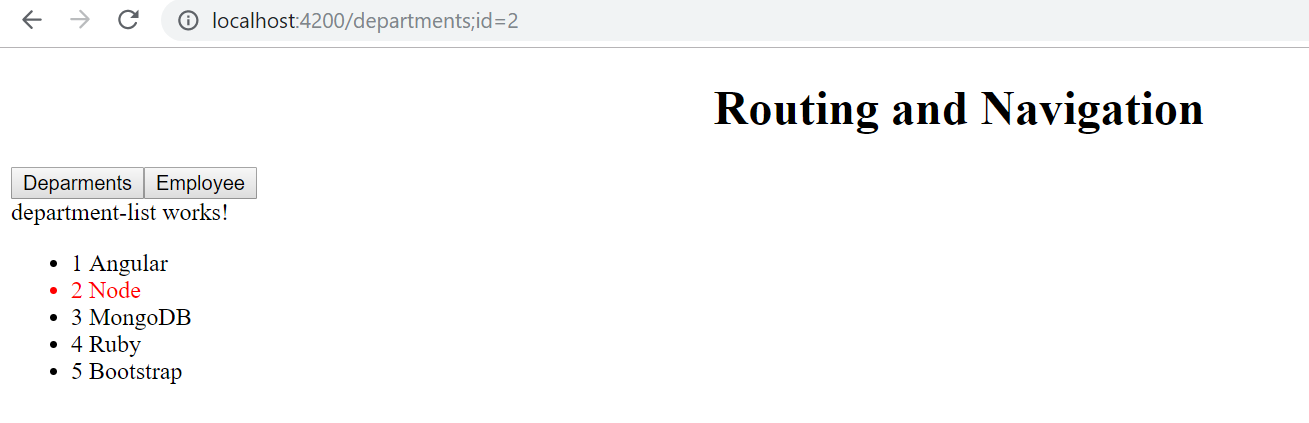 localhost:4200/departments;id=2
Routing and Navigation
Deparments Employee
department-list works!
1 Angular
2 Node
3 MongoDB
4 Ruby
5 Bootstrap